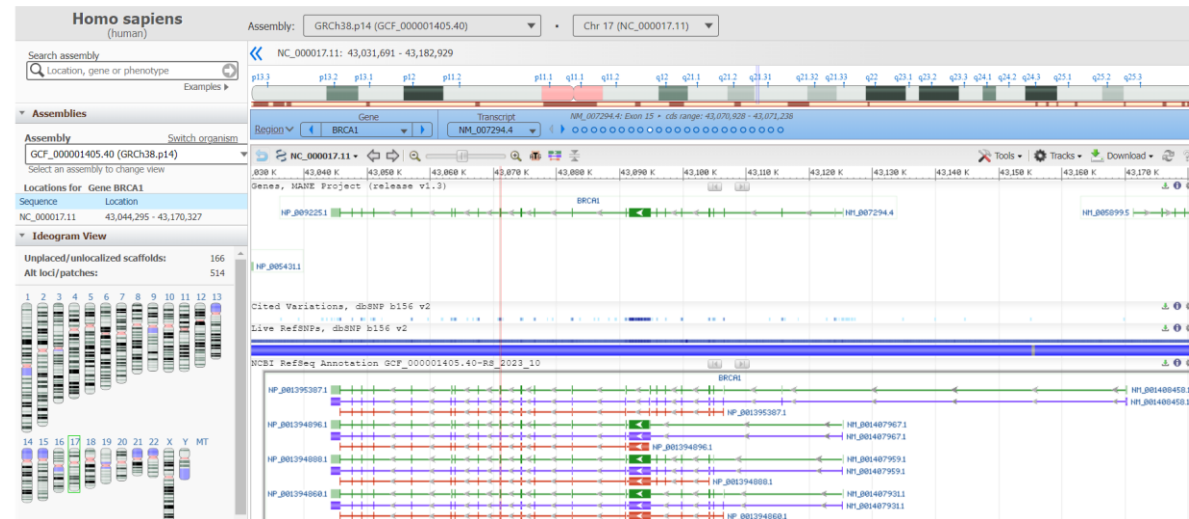 Homo sapiens
(human)
Assembly: GRCh38.p14 (GCF_000001405.40) • Chr 17 (NC_000017.11)
Search assembly
Location, gene or phenotype
Examples
NC_000017.11: 43,031,691 - 43,182,929
p13.3 p13.2 p13.1 p12 p11.2 p11.1 q11.1 q11.2 q12 q21.1 q21.2 q21.31 q21.32 q21.33 q22 q23.1 q23.2 q23.3 q24.1 q24.2 q24.3 q25.1 q25.2 q25.3
Assemblies
Assembly Switch organism
GCF_000001405.40 (GRCh38.p14)
Select an assembly to change view
Locations for Gene BRCA1
Sequence Location
NC_000017.11 43,044,295 - 43,170,327
Ideogram View
Unplaced/unlocalized scaffolds: 166
Alt loci/patches: 514
1 2 3 4 5 6 7 8 9 10 11 12 13
14 15 16 17 18 19 20 21 22 X Y MT
Gene Transcript NM_007294.4: Exon 15 • cds range: 43,070,928 - 43,071,238
Region BRCA1 NM_007294.4
NC_000017.11 Tools Tracks Download
,030 K 43,040 K 43,050 K 43,060 K 43,070 K 43,080 K 43,090 K 43,100 K 43,110 K 43,120 K 43,130 K 43,140 K 43,150 K 43,160 K 43,170 K
Genes, MANE Project (release v1.3)
BRCA1
NP_009225.1 NM_007294.4 NM_005899.5
NP_005431.1
Cited Variations, dbSNP b156 v2
Live RefSNPs, dbSNP b156 v2
NCBI RefSeq Annotation GCF_000001405.40-RS_2023_10
BRCA1
NP_001395387.1 NM_001408458.1
NM_001408458.1
NP_001395387.1
NP_001394896.1 NM_001407967.1
NM_001407967.1
NP_001394896.1
NP_001394888.1 NM_001407959.1
NM_001407959.1
NP_001394888.1
NP_001394860.1 NM_001407931.1
NM_001407931.1
NP_001394860.1